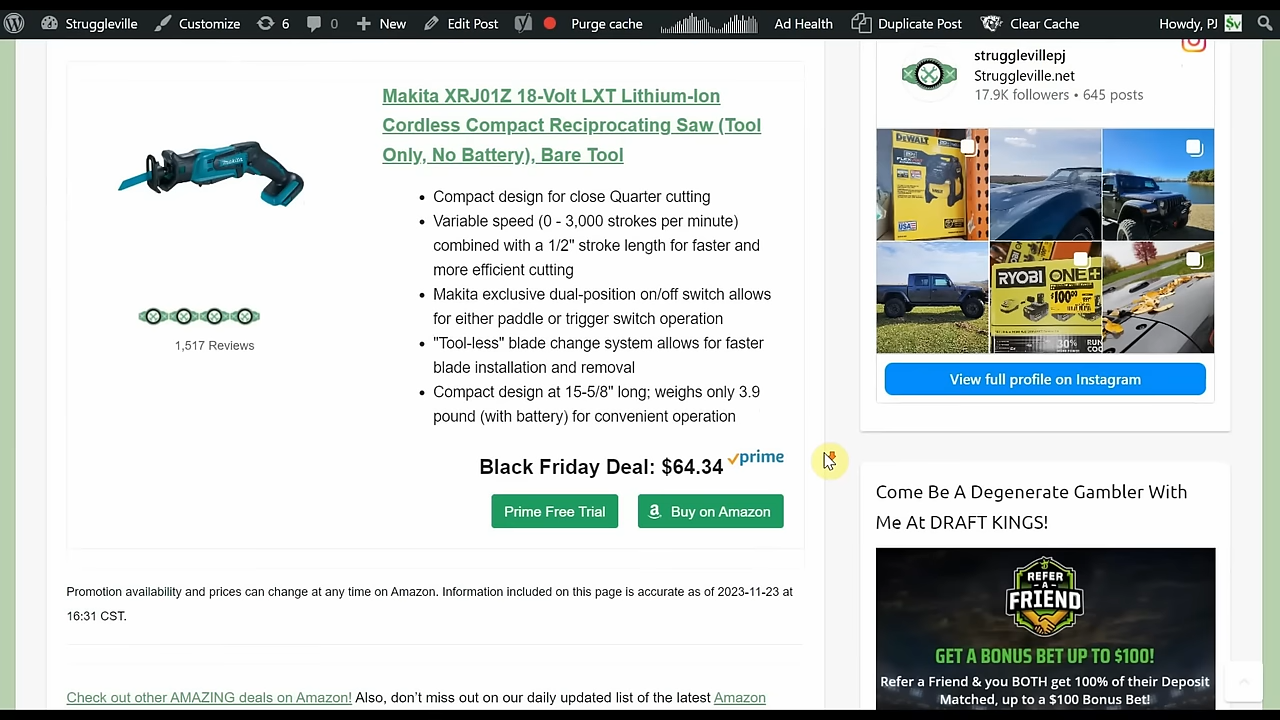 Struggleville Customize 6 0 New Edit Post Purge cache Ad Health Duplicate Post Clear Cache Howdy, PJ
Makita XRJ01Z 18-Volt LXT Lithium-Ion
Cordless Compact Reciprocating Saw (Tool
Only, No Battery), Bare Tool
1,517 Reviews
• Compact design for close Quarter cutting
• Variable speed (0 - 3,000 strokes per minute)
combined with a 1/2" stroke length for faster and
more efficient cutting
• Makita exclusive dual-position on/off switch allows
for either paddle or trigger switch operation
• "Tool-less" blade change system allows for faster
blade installation and removal
• Compact design at 15-5/8" long; weighs only 3.9
pound (with battery) for convenient operation
Black Friday Deal: $64.34 prime
Prime Free Trial
Buy on Amazon
Promotion availability and prices can change at any time on Amazon. Information included on this page is accurate as of 2023-11-23 at
16:31 CST.
Check out other AMAZING deals on Amazon! Also, don't miss out on our daily updated list of the latest Amazon
strugglevillepj
Struggleville.net
17.9K followers • 645 posts
DEWALT
RYOBI ONE+
$100
30%
View full profile on Instagram
Come Be A Degenerate Gambler With
Me At DRAFT KINGS!
REFER
-A-
FRIEND
GET A BONUS BET UP TO $100!
Refer a Friend & you BOTH get 100% of their Deposit
Matched, up to a $100 Bonus Bet!